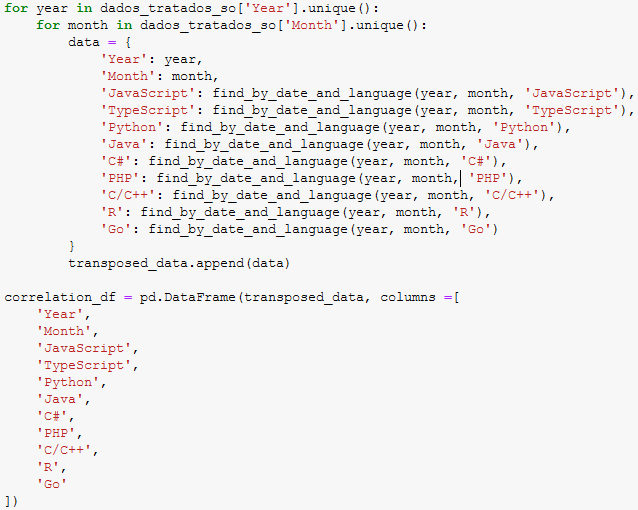 for year in dados_tratados_so['Year'].unique():
    for month in dados_tratados_so['Month'].unique():
        data = {
            'Year': year,
            'Month': month,
            'JavaScript': find_by_date_and_language(year, month, 'JavaScript'),
            'TypeScript': find_by_date_and_language(year, month, 'TypeScript'),
            'Python': find_by_date_and_language(year, month, 'Python'),
            'Java': find_by_date_and_language(year, month, 'Java'),
            'C#': find_by_date_and_language(year, month, 'C#'),
            'PHP': find_by_date_and_language(year, month, 'PHP'),
            'C/C++': find_by_date_and_language(year, month, 'C/C++'),
            'R': find_by_date_and_language(year, month, 'R'),
            'Go': find_by_date_and_language(year, month, 'Go')
        }
        transposed_data.append(data)

correlation_df = pd.DataFrame(transposed_data, columns =[
    'Year',
    'Month',
    'JavaScript',
    'TypeScript',
    'Python',
    'Java',
    'C#',
    'PHP',
    'C/C++',
    'R',
    'Go'
])